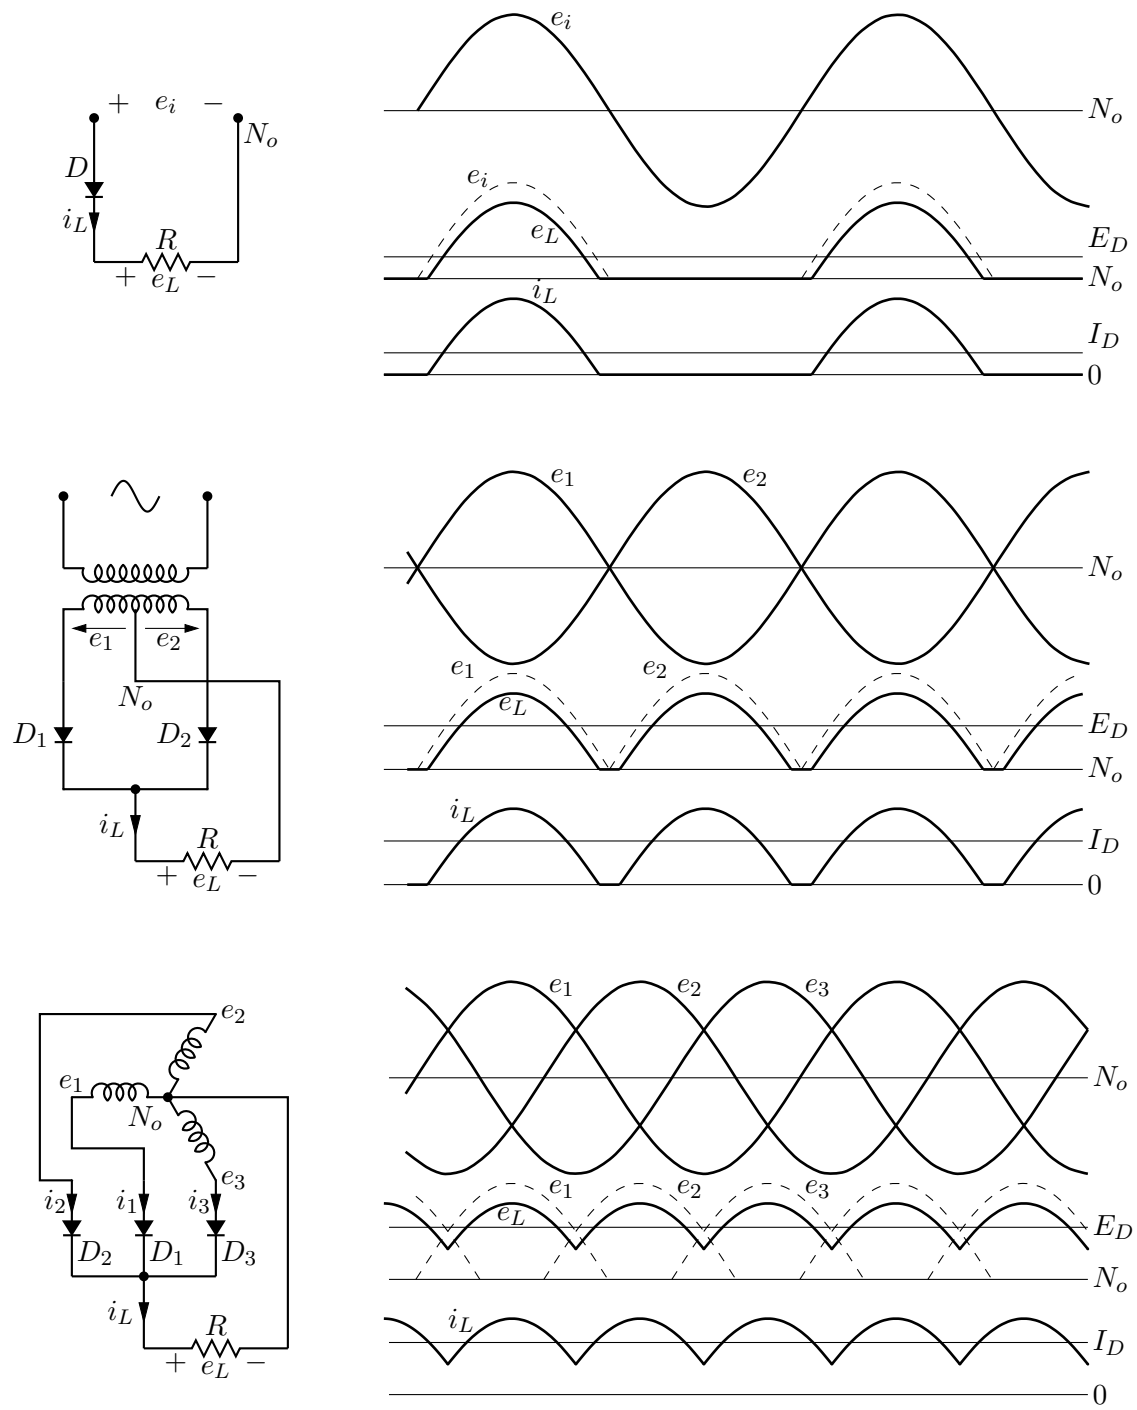 + e_i −
N_o
D
i_L
R
+ e_L −
e_i
N_o
e_i
e_L
E_D
N_o
i_L
I_D
0
e_1
e_2
N_o
D_1
D_2
i_L
R
+ e_L −
e_1
e_2
N_o
e_1
e_2
e_L
E_D
N_o
i_L
I_D
0
e_2
e_1
N_o
e_3
i_2
i_1
i_3
D_2
D_1
D_3
i_L
R
+ e_L −
e_1
e_2
e_3
N_o
e_1
e_2
e_3
e_L
E_D
N_o
i_L
I_D
0